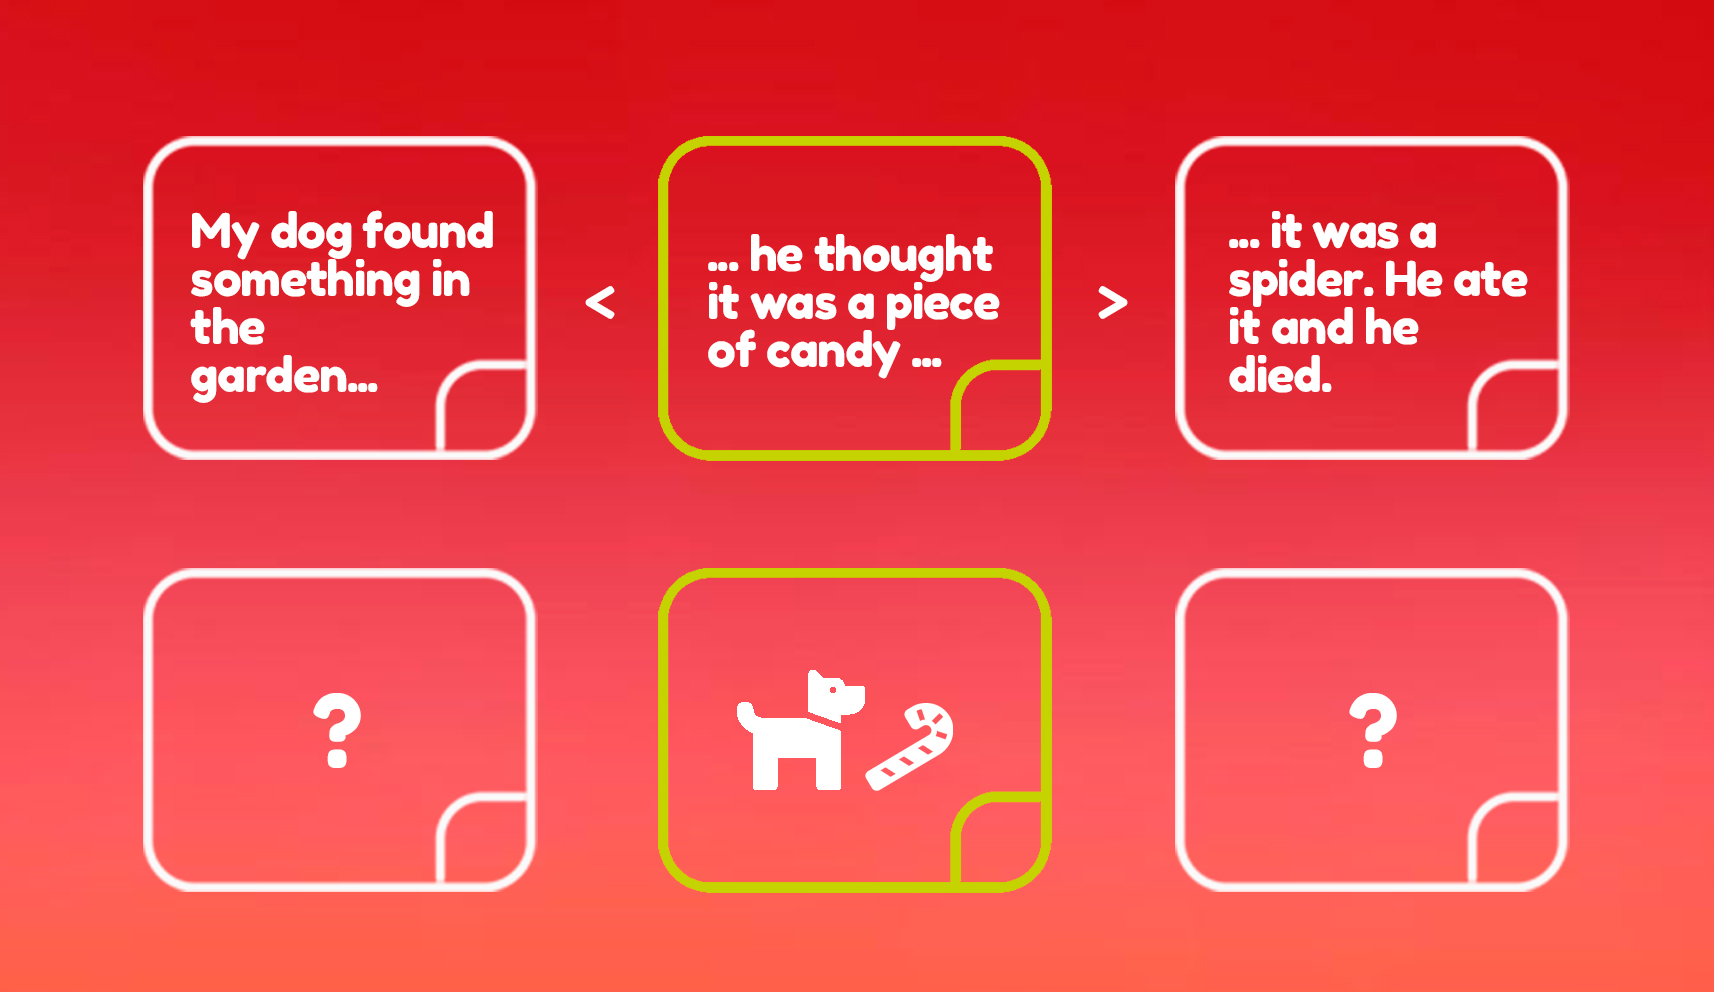 My dog found
something in
the
garden...
<
... he thought
it was a piece
of candy ...
>
... it was a
spider. He ate
it and he
died.
?
?